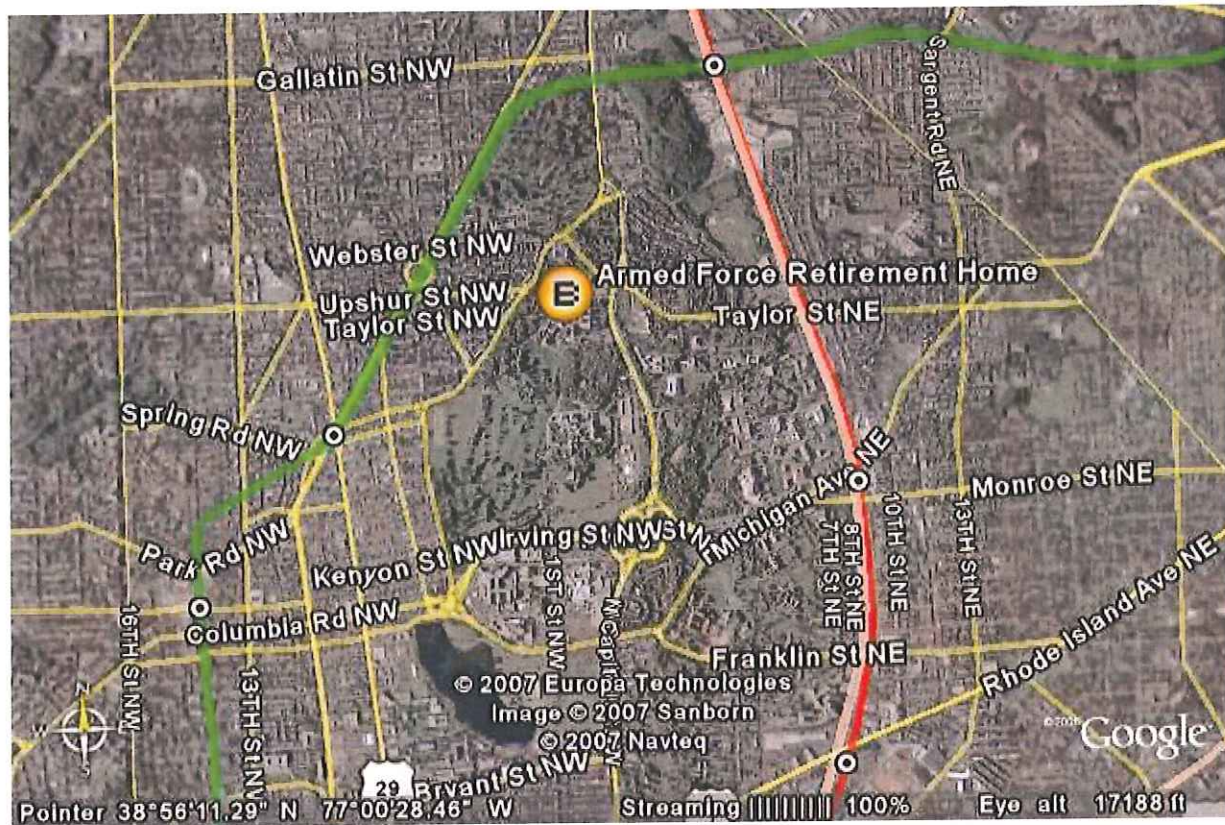 Gallatin St NW
Sargent Rd NE
Webster St NW
Armed Force Retirement Home
Upshur St NW
Taylor St NW
Taylor St NE
Spring Rd NW
Michigan Ave NE
Monroe St NE
Park Rd NW
Kenyon St NW
Irving St NW
7TH St NE
8TH St NE
10TH St NE
13TH St NE
1ST St NW
16TH St NW
Columbia Rd NW
Franklin St NE
Rhode Island Ave NE
13TH St NW
© 2007 Europa Technologies
Image © 2007 Sanborn
© 2007 Navteq
Google
N
W
S
29
Bryant St NW
Pointer 38°56'11.29" N 77°00'28.46" W Streaming 100% Eye alt 17188 ft